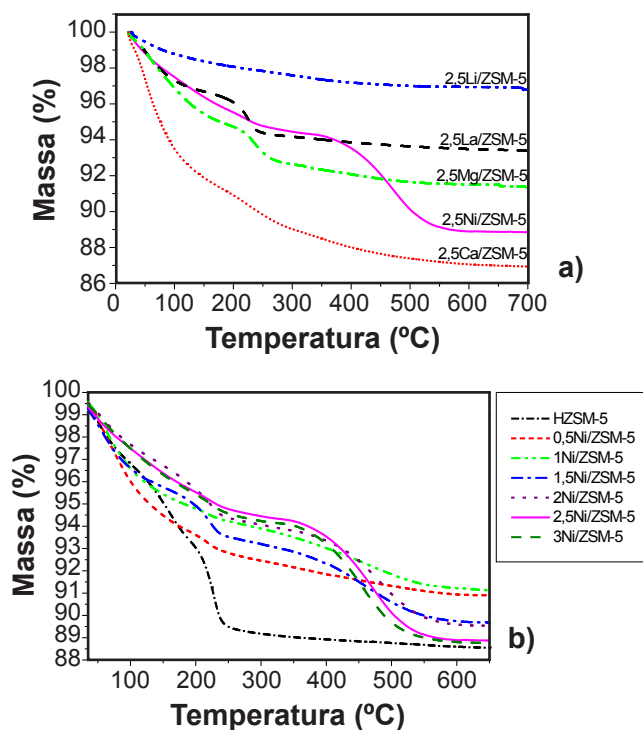 100
98
96
94
92
90
88
86
Massa (%)
2,5Li/ZSM-5
2,5La/ZSM-5
2,5Mg/ZSM-5
2,5Ni/ZSM-5
2,5Ca/ZSM-5
0 100 200 300 400 500 600 700
Temperatura (ºC)
a)
100
99
98
97
96
95
94
93
92
91
90
89
88
Massa (%)
100 200 300 400 500 600
Temperatura (ºC)
b)
HZSM-5
0,5Ni/ZSM-5
1Ni/ZSM-5
1,5Ni/ZSM-5
2Ni/ZSM-5
2,5Ni/ZSM-5
3Ni/ZSM-5